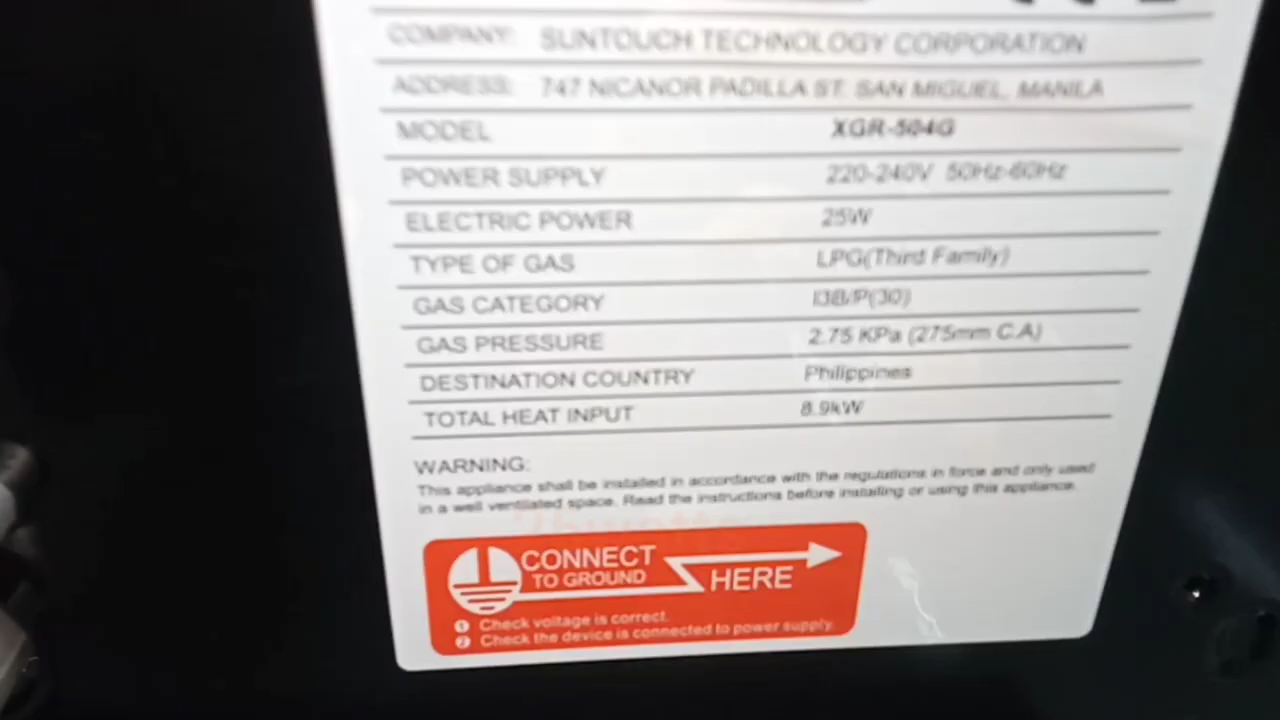 COMPANY: SUNTOUCH TECHNOLOGY CORPORATION
ADDRESS: 747 NICANOR PADILLA ST. SAN MIGUEL, MANILA
MODEL XGR-504G
POWER SUPPLY 220-240V 50Hz-60Hz
ELECTRIC POWER 25W
TYPE OF GAS LPG(Third Family)
GAS CATEGORY I3B/P(30)
GAS PRESSURE 2.75 KPa (275mm C.A)
DESTINATION COUNTRY Philippines
TOTAL HEAT INPUT 8.9kW
WARNING:
This appliance shall be installed in accordance with the regulations in force and only used
in a well ventilated space. Read the instructions before installing or using this appliance.
CONNECT
TO GROUND
HERE
1 Check voltage is correct.
2 Check the device is connected to power supply.